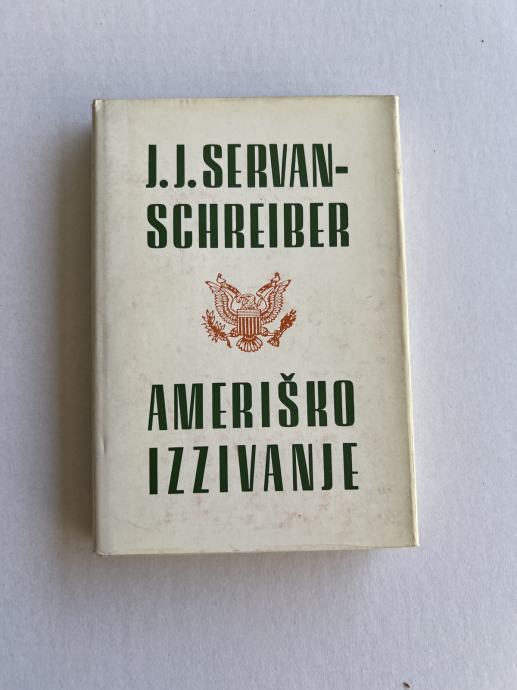 J.J.SERVAN-
SCHREIBER
AMERIŠKO
IZZIVANJE